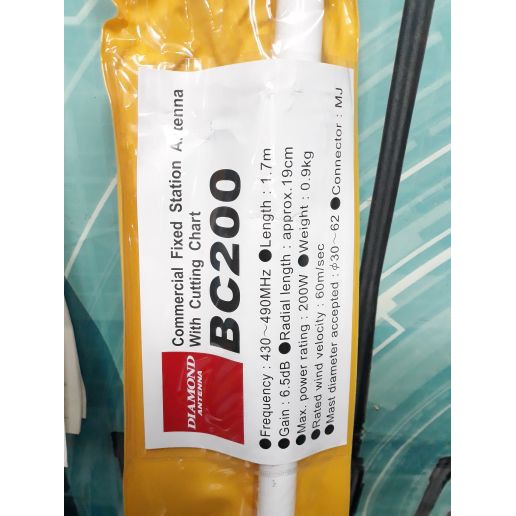 DIAMOND
ANTENNA
Commercial Fixed Station Antenna
With Cutting Chart
BC200
●Frequency : 430~490MHz ●Length : 1.7m
●Gain : 6.5dB ●Radial length : approx.19cm
●Max. power rating : 200W ●Weight : 0.9kg
●Rated wind velocity : 60m/sec
●Mast diameter accepted : φ30~62 ●Connector : MJ